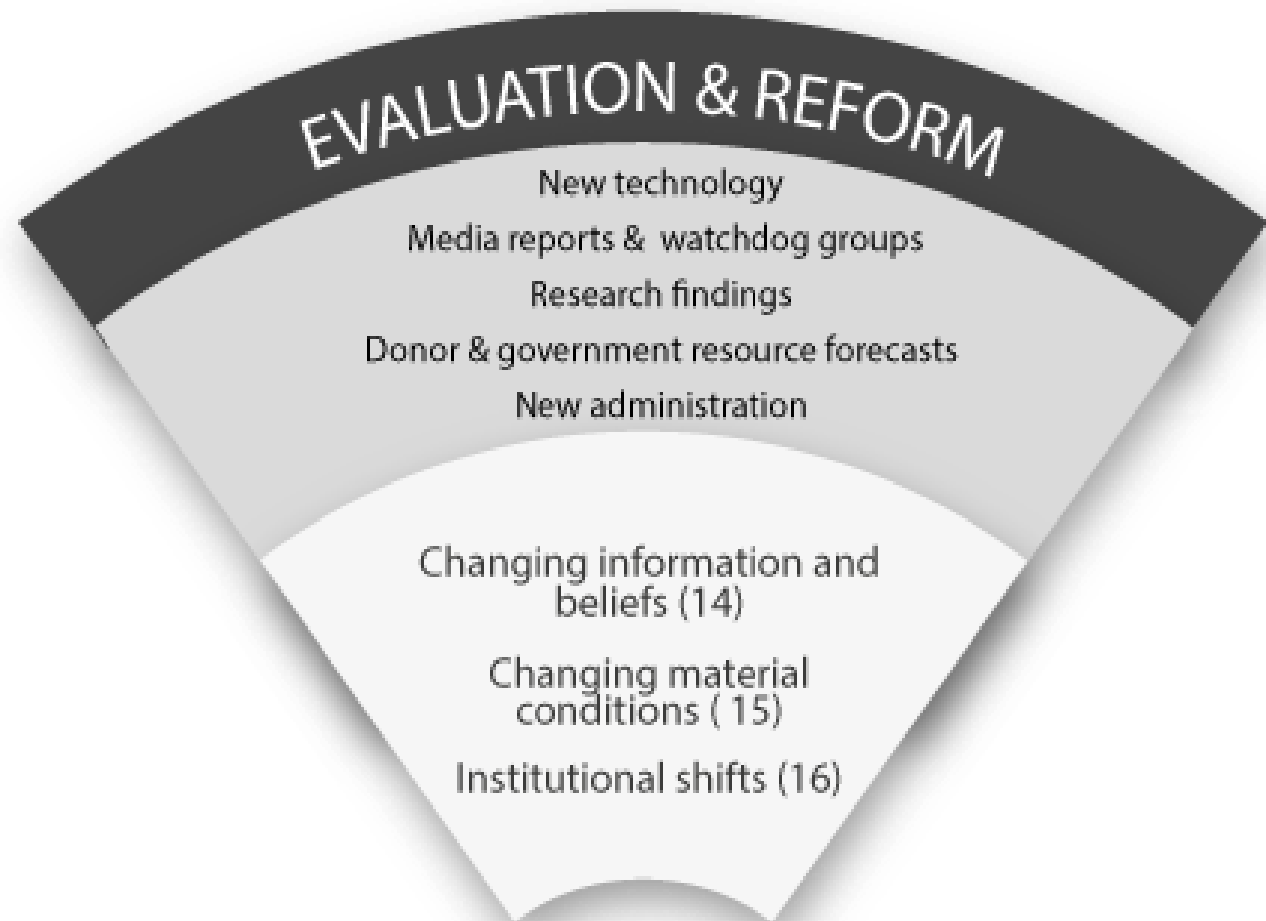 EVALUATION & REFORM
New technology
Media reports & watchdog groups
Research findings
Donor & government resource forecasts
New administration
Changing information and
beliefs (14)
Changing material
conditions ( 15)
Institutional shifts (16)